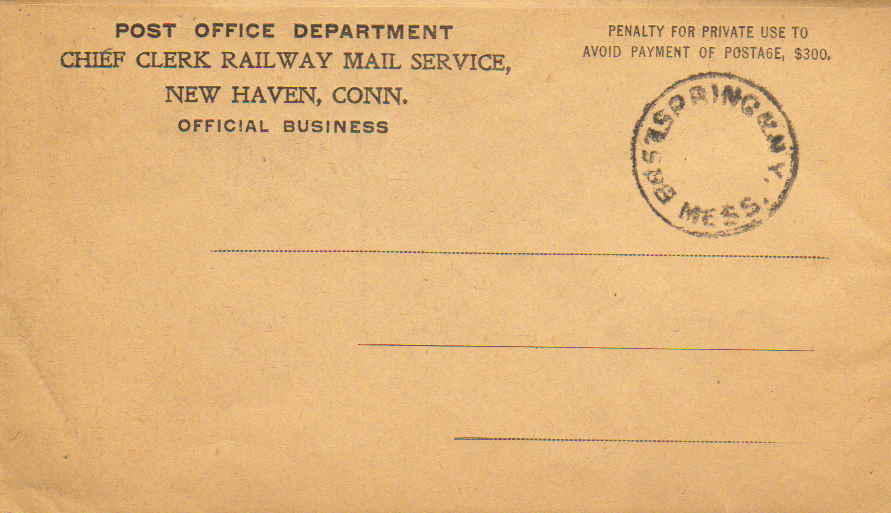 POST OFFICE DEPARTMENT
CHIEF CLERK RAILWAY MAIL SERVICE,
NEW HAVEN, CONN.
OFFICIAL BUSINESS
PENALTY FOR PRIVATE USE TO
AVOID PAYMENT OF POSTAGE, $300.
MESS.